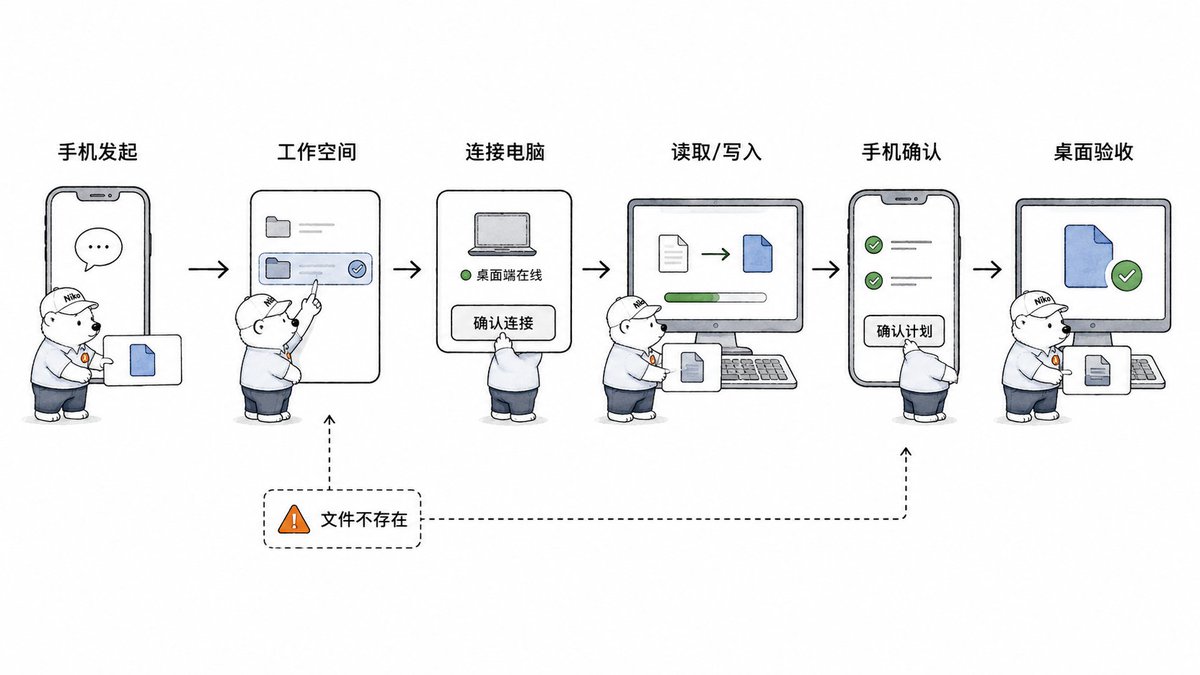 手机发起
工作空间
连接电脑
读取/写入
手机确认
桌面验收
桌面端在线
确认连接
确认计划
Niko
Niko
Niko
Niko
文件不存在